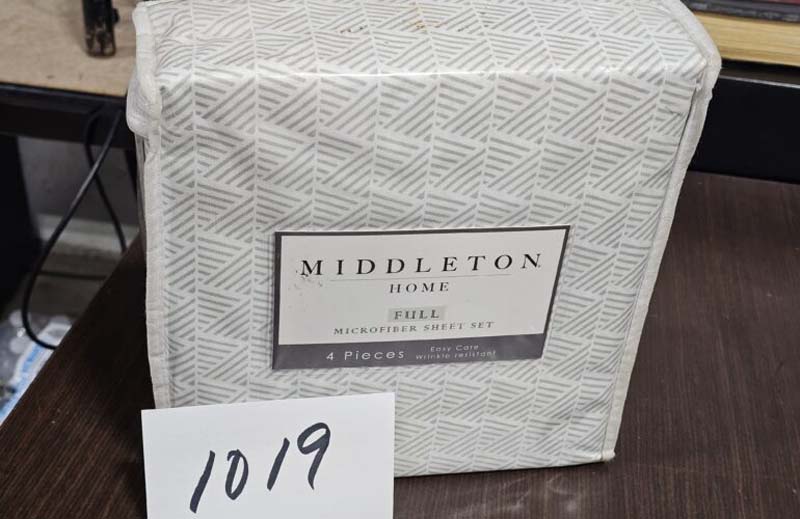 MIDDLETON
HOME
FULL
MICROFIBER SHEET SET
4 Pieces Easy Care
Wrinkle resistant
1019